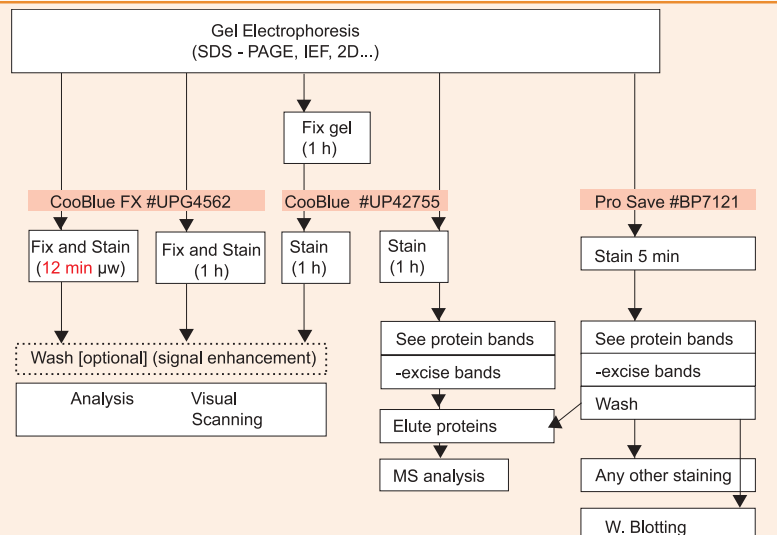 Gel Electrophoresis
(SDS - PAGE, IEF, 2D...)
Fix gel
(1 h)
CooBlue FX #UPG4562
CooBlue #UP42755
Pro Save #BP7121
Fix and Stain
(12 min µw)
Fix and Stain
(1 h)
Stain
(1 h)
Stain
(1 h)
Stain 5 min
Wash [optional] (signal enhancement)
Analysis
Visual
Scanning
See protein bands
-excise bands
Elute proteins
MS analysis
See protein bands
-excise bands
Wash
Any other staining
W. Blotting